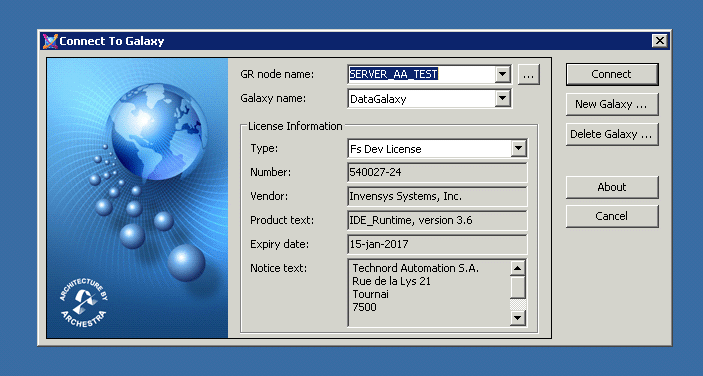 Connect To Galaxy
GR node name: SERVER_AA_TEST ... Connect
Galaxy name: DataGalaxy New Galaxy ...
Delete Galaxy ...
License Information
Type: Fs Dev License
Number: 540027-24
Vendor: Invensys Systems, Inc.
About
Product text: IDE_Runtime, version 3.6
Cancel
Expiry date: 15-jan-2017
Notice text: Technord Automation S.A.
Rue de la Lys 21
Tournai
7500
ARCHITECTURE BY
ARCHESTRA